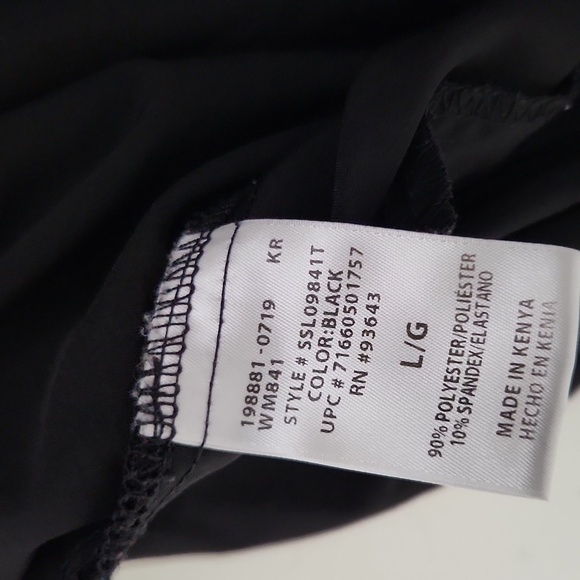 198881-0719 KR
WM841
STYLE # SSL09841T
COLOR:BLACK
UPC #71660501757
RN #93643
L/G
90% POLYESTER/POLIÉSTER
10% SPANDEX/ELASTANO
MADE IN KENYA
HECHO EN KENIA